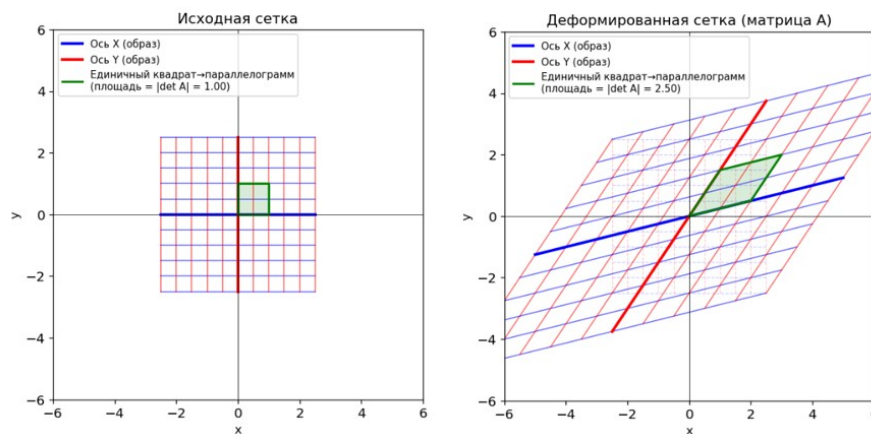 Исходная сетка
Ось X (образ)
Ось Y (образ)
Единичный квадрат→параллелограмм
(площадь = |det A| = 1.00)
6
4
2
0
−2
−4
−6
y
−6
−4
−2
0
2
4
6
x
Деформированная сетка (матрица A)
Ось X (образ)
Ось Y (образ)
Единичный квадрат→параллелограмм
(площадь = |det A| = 2.50)
6
4
2
0
−2
−4
−6
y
−6
−4
−2
0
2
4
6
x